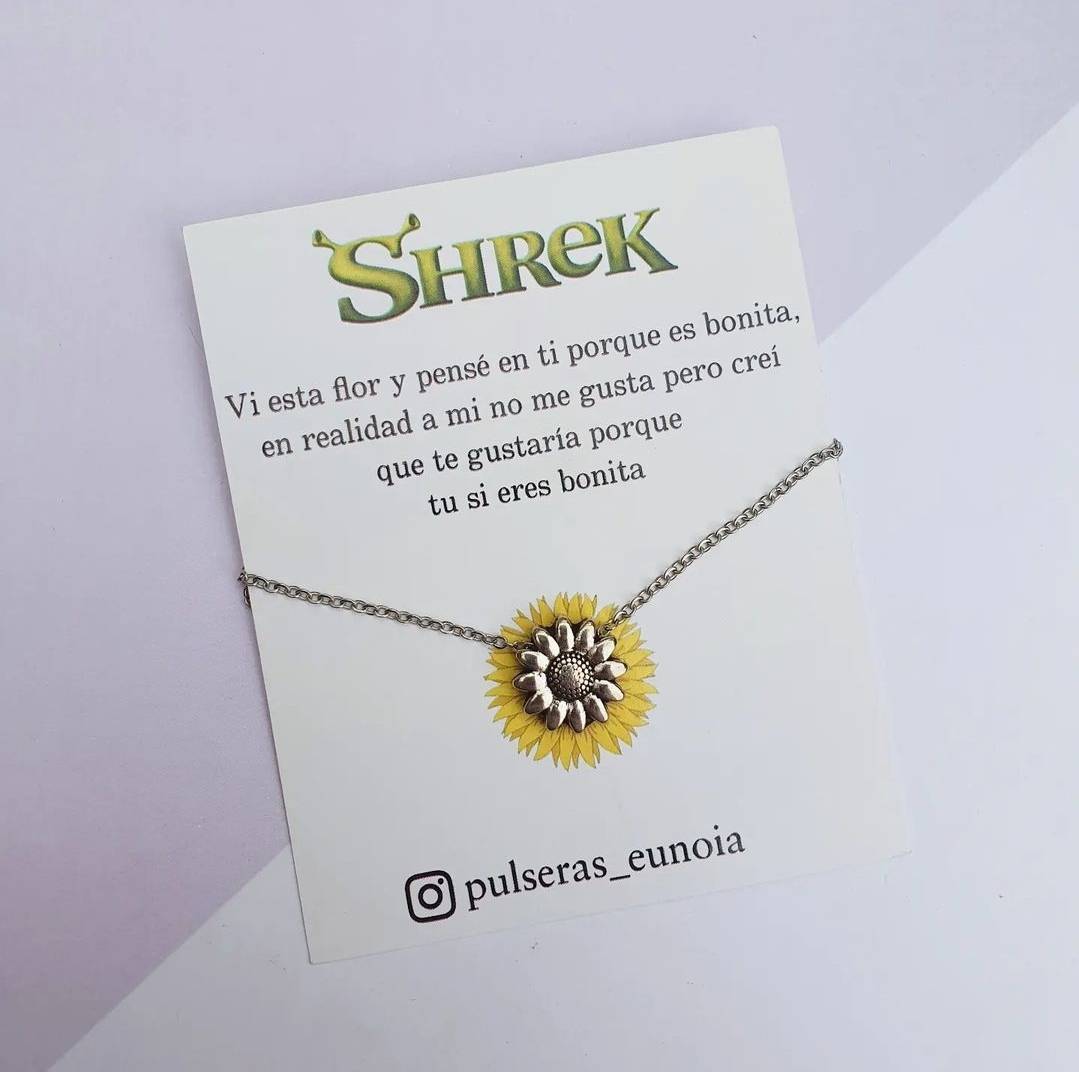 SHREK
Vi esta flor y pensé en ti porque es bonita,
en realidad a mi no me gusta pero creí
que te gustaría porque
tu si eres bonita
pulseras_eunoia